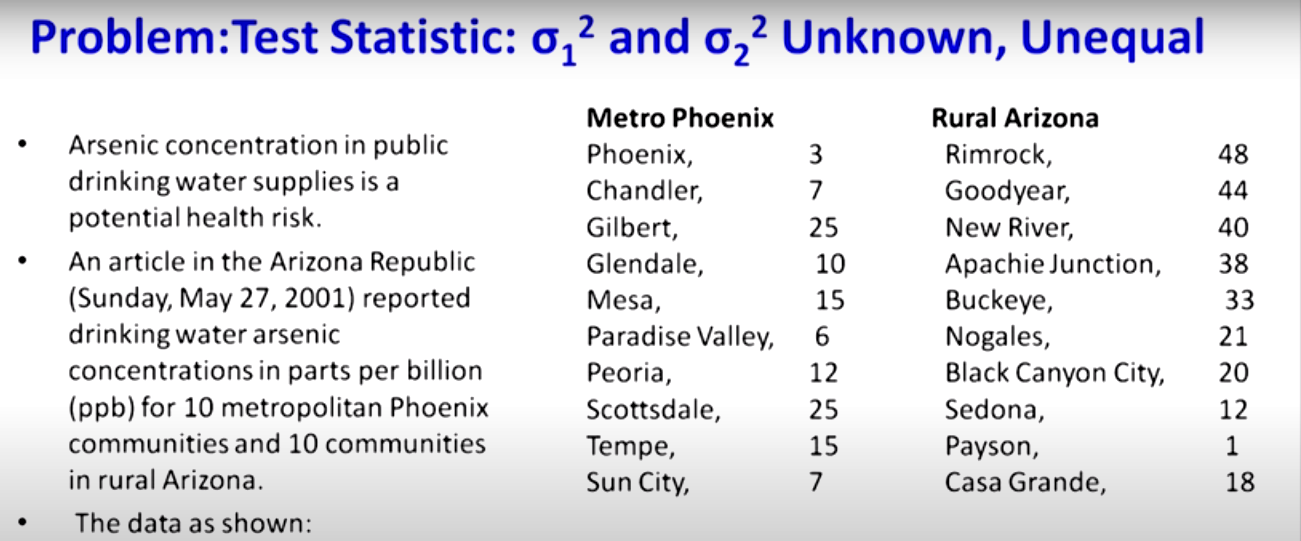 Problem:Test Statistic: σ₁² and σ₂² Unknown, Unequal
• Arsenic concentration in public
drinking water supplies is a
potential health risk.
• An article in the Arizona Republic
(Sunday, May 27, 2001) reported
drinking water arsenic
concentrations in parts per billion
(ppb) for 10 metropolitan Phoenix
communities and 10 communities
in rural Arizona.
• The data as shown:
Metro Phoenix Rural Arizona
Phoenix, 3 Rimrock, 48
Chandler, 7 Goodyear, 44
Gilbert, 25 New River, 40
Glendale, 10 Apachie Junction, 38
Mesa, 15 Buckeye, 33
Paradise Valley, 6 Nogales, 21
Peoria, 12 Black Canyon City, 20
Scottsdale, 25 Sedona, 12
Tempe, 15 Payson, 1
Sun City, 7 Casa Grande, 18